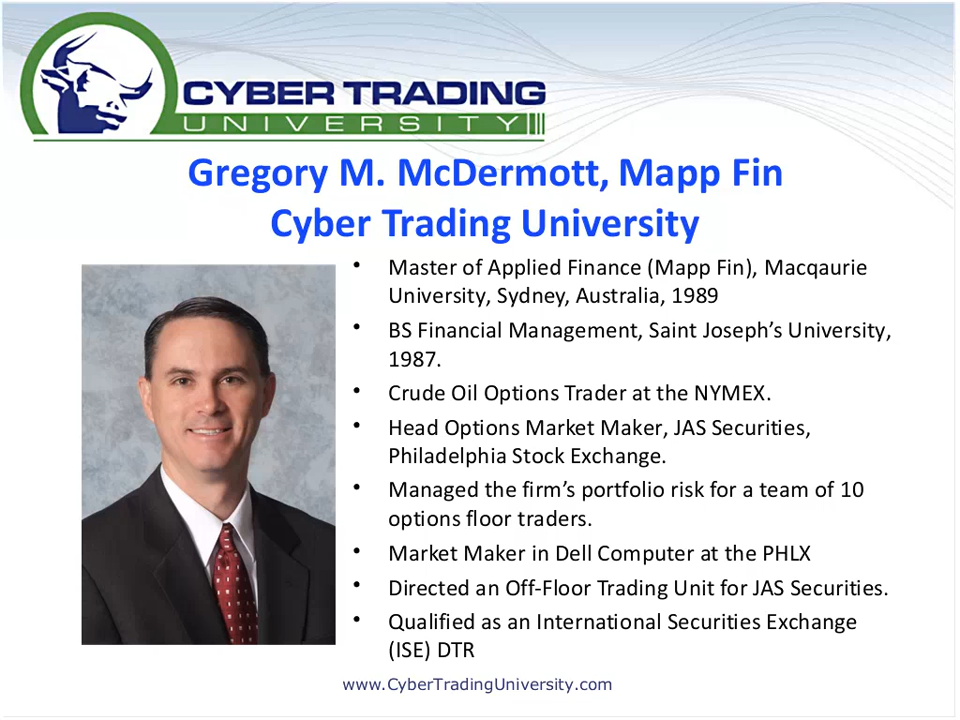 CYBER TRADING
UNIVERSITY
Gregory M. McDermott, Mapp Fin
Cyber Trading University
• Master of Applied Finance (Mapp Fin), Macqaurie
University, Sydney, Australia, 1989
• BS Financial Management, Saint Joseph’s University,
1987.
• Crude Oil Options Trader at the NYMEX.
• Head Options Market Maker, JAS Securities,
Philadelphia Stock Exchange.
• Managed the firm’s portfolio risk for a team of 10
options floor traders.
• Market Maker in Dell Computer at the PHLX
• Directed an Off-Floor Trading Unit for JAS Securities.
• Qualified as an International Securities Exchange
(ISE) DTR
www.CyberTradingUniversity.com